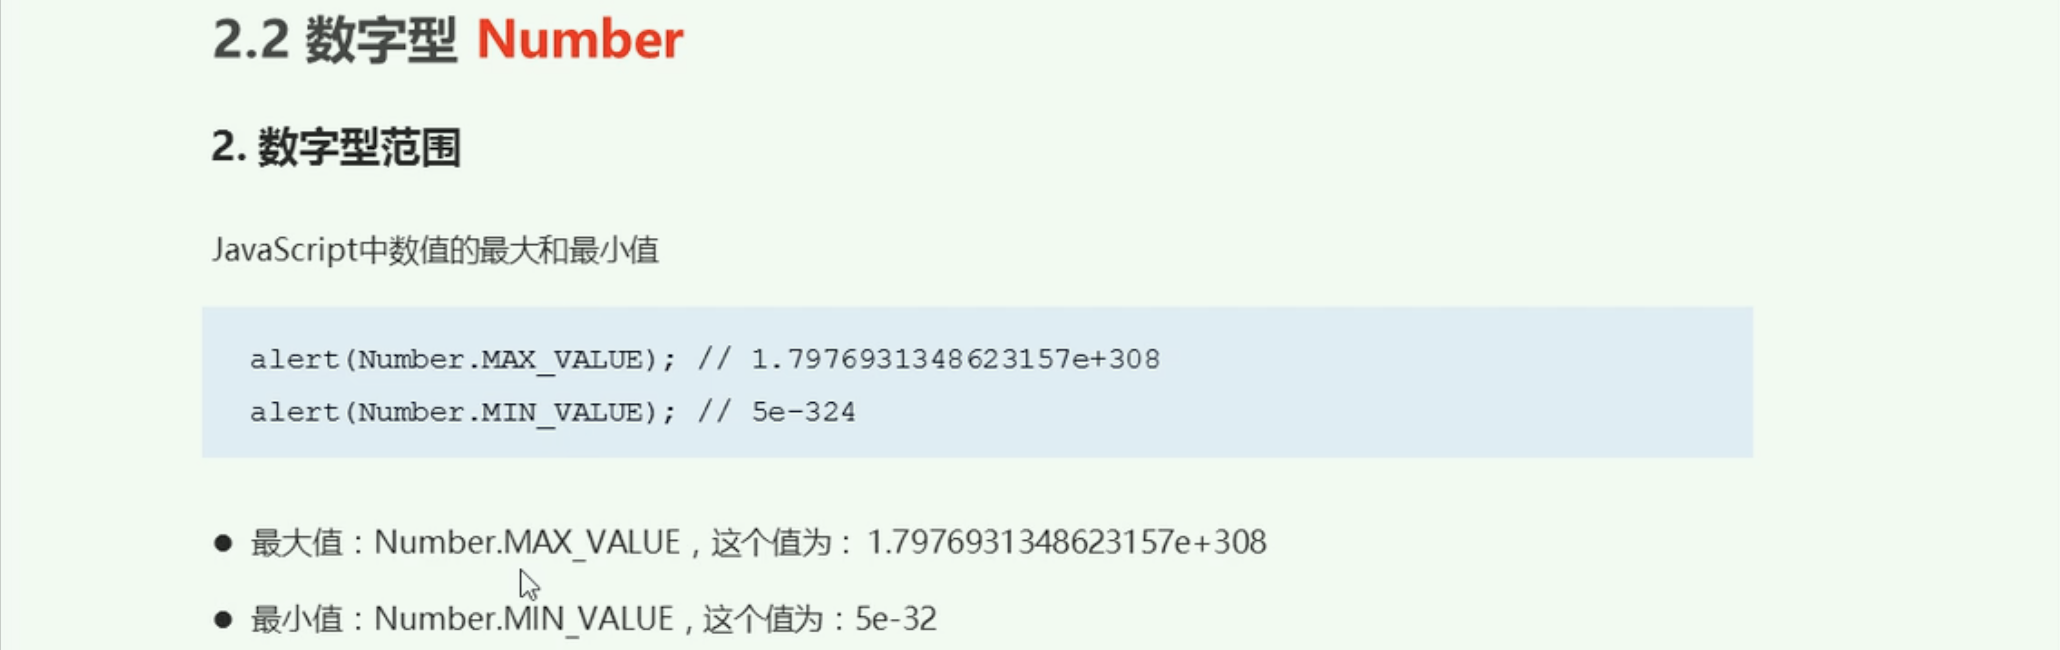 2.2 数字型 Number
2. 数字型范围
JavaScript中数值的最大和最小值
alert(Number.MAX_VALUE); // 1.7976931348623157e+308
alert(Number.MIN_VALUE); // 5e-324
● 最大值：Number.MAX_VALUE，这个值为： 1.7976931348623157e+308
● 最小值：Number.MIN_VALUE，这个值为：5e-32